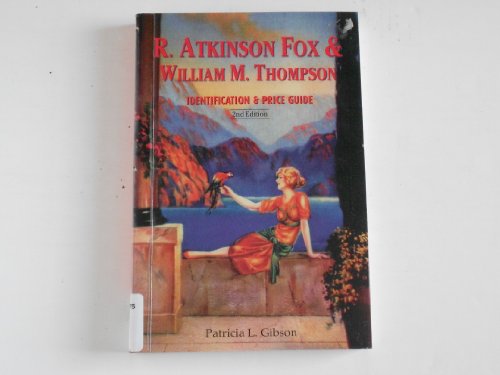 R. ATKINSON FOX &
WILLIAM M. THOMPSON
IDENTIFICATION & PRICE GUIDE
2nd Edition
Patricia L. Gibson